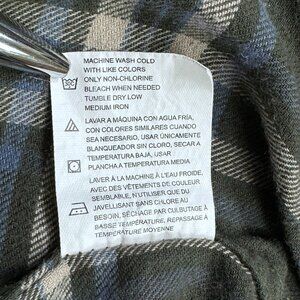 MACHINE WASH COLD
WITH LIKE COLORS
ONLY NON-CHLORINE
BLEACH WHEN NEEDED
TUMBLE DRY LOW
MEDIUM IRON
LAVAR A MÁQUINA CON AGUA FRIA,
CON COLORES SIMILARES CUANDO
SEA NECESARIO, USAR ÚNICAMENTE
BLANQUEADOR SIN CLORO, SECAR A
TEMPERATURA BAJA, USAR
PLANCHA A TEMPERATURA MEDIA
LAVER À LA MACHINE À L'EAU FROIDE,
AVEC DES VÊTEMENTS DE COULEUR
SEMBLABLE, N'UTILISER QUE DU
JAVELLISANT SANS CHLORE AU
BESOIN, SÉCHAGE PAR CULBUTAGE À
BASSE TEMPÉRATURE, REPASSAGE À
TEMPÉRATURE MOYENNE